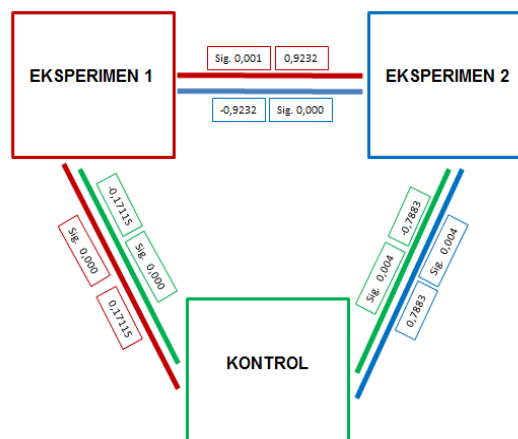 Sig. 0,001 0,9232
EKSPERIMEN 1
EKSPERIMEN 2
-0,9232 Sig. 0,000
-0,17115
Sig. 0,000
Sig. 0,000
0,17115
-0,7883
Sig. 0,004
Sig. 0,004
0,7883
KONTROL